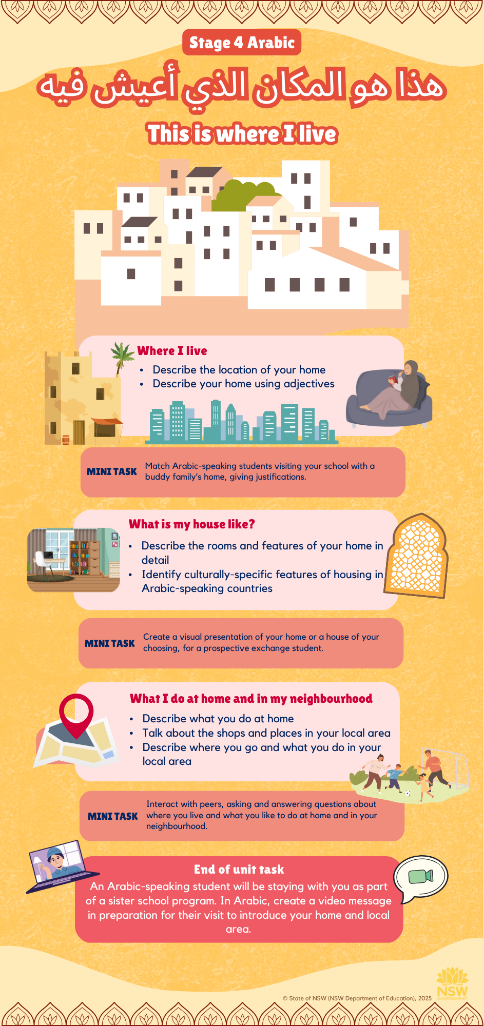 Stage 4 Arabic
هذا هو المكان الذي أعيش فيه
This is where I live
Where I live
• Describe the location of your home
• Describe your home using adjectives
MINI TASK
Match Arabic-speaking students visiting your school with a
buddy family's home, giving justifications.
What is my house like?
• Describe the rooms and features of your home in
detail
• Identify culturally-specific features of housing in
Arabic-speaking countries
MINI TASK
Create a visual presentation of your home or a house of your
choosing, for a prospective exchange student.
What I do at home and in my neighbourhood
• Describe what you do at home
• Talk about the shops and places in your local area
• Describe where you go and what you do in your
local area
MINI TASK
Interact with peers, asking and answering questions about
where you live and what you like to do at home and in your
neighbourhood.
End of unit task
An Arabic-speaking student will be staying with you as part
of a sister school program. In Arabic, create a video message
in preparation for their visit to introduce your home and local
area.
© State of NSW (NSW Department of Education), 2025
NSW